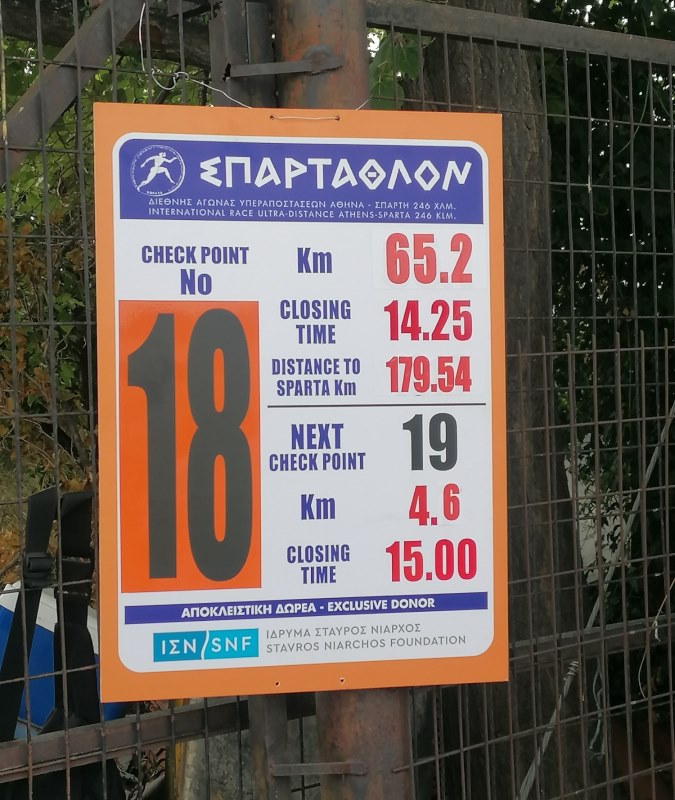 ΣΠΑΡΤΑΘΛΟΝ
ΔΙΕΘΝΗΣ ΑΓΩΝΑΣ ΥΠΕΡΑΠΟΣΤΑΣΕΩΝ ΑΘΗΝΑ - ΣΠΑΡΤΗ 246 ΧΛΜ.
INTERNATIONAL RACE ULTRA-DISTANCE ATHENS-SPARTA 246 KLM.
CHECK POINT
No
18
Km 65.2
CLOSING
TIME 14.25
DISTANCE TO
SPARTA Km 179.54
NEXT
CHECK POINT 19
Km 4.6
CLOSING
TIME 15.00
ΑΠΟΚΛΕΙΣΤΙΚΗ ΔΩΡΕΑ - EXCLUSIVE DONOR
ΙΣΝ/SNF
ΙΔΡΥΜΑ ΣΤΑΥΡΟΣ ΝΙΑΡΧΟΣ
STAVROS NIARCHOS FOUNDATION